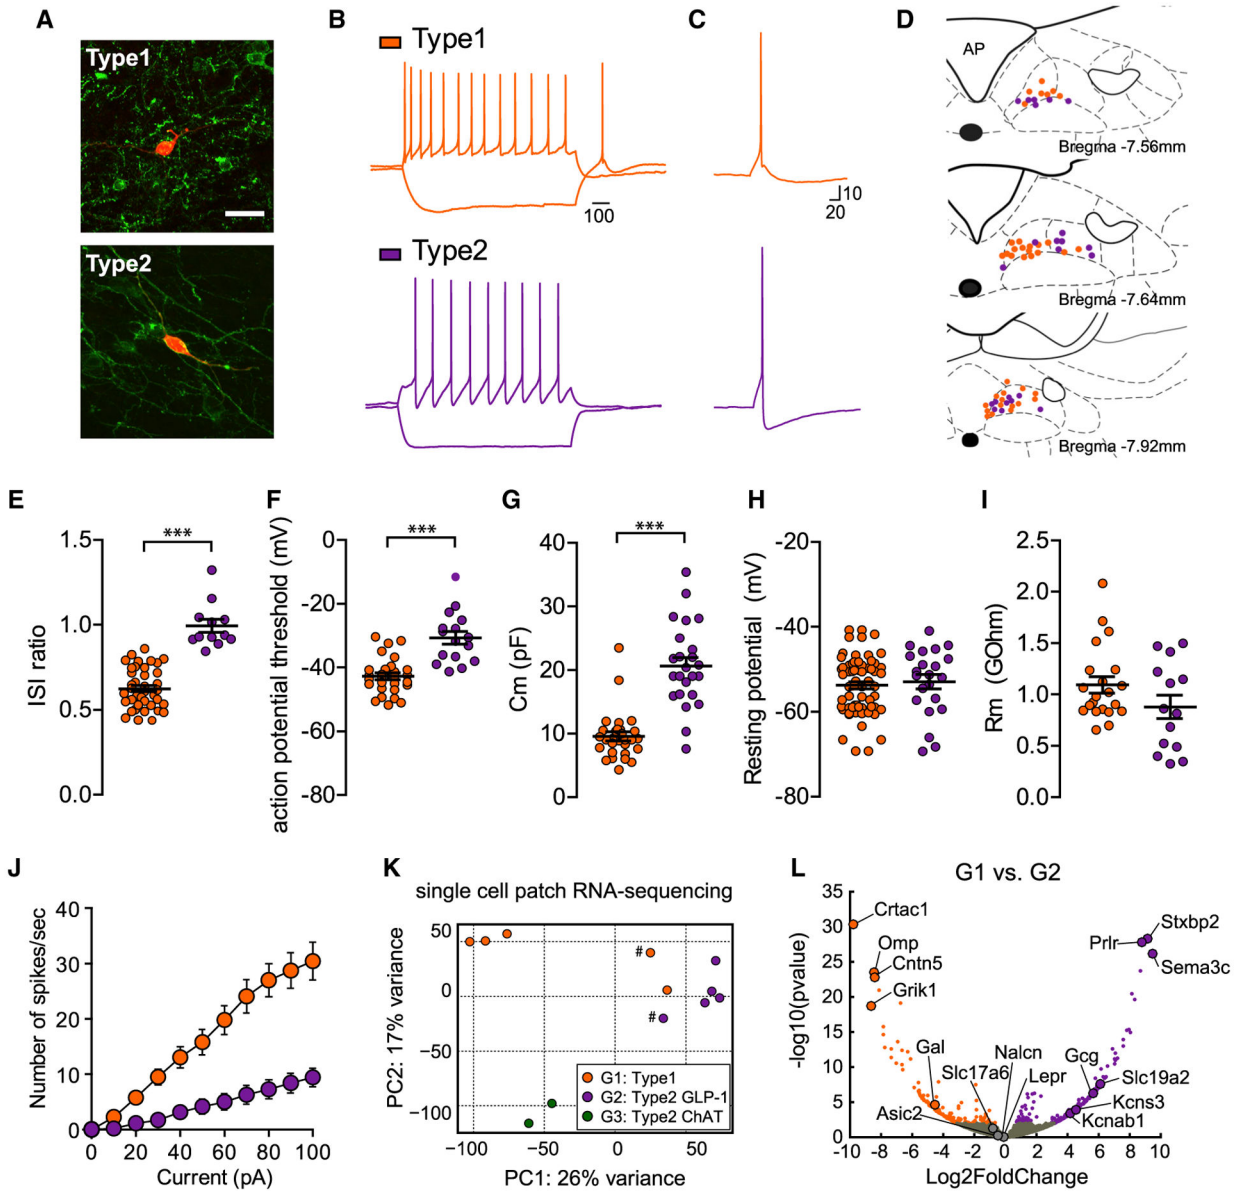 A
B
C
D
Type1
Type1
AP
Bregma -7.56mm
100
10
20
Type2
Type2
Bregma -7.64mm
Bregma -7.92mm
E
F
G
H
I
***
ISI ratio
1.5
1.0
0.5
0.0
***
action potential threshold (mV)
0
-20
-40
-60
-80
***
Cm (pF)
40
30
20
10
0
Resting potential (mV)
-20
-40
-60
-80
Rm (GOhm)
2.5
2.0
1.5
1.0
0.5
0.0
J
Number of spikes/sec
40
30
20
10
0
0 20 40 60 80 100
Current (pA)
K
single cell patch RNA-sequencing
PC2: 17% variance
50
0
−50
−100
#
#
G1: Type1
G2: Type2 GLP-1
G3: Type2 ChAT
−100 −50 0 50
PC1: 26% variance
L
G1 vs. G2
-log10(pvalue)
35
30
25
20
15
10
5
0
Crtac1
Omp
Cntn5
Grik1
Stxbp2
Prlr
Sema3c
Gal
Nalcn
Slc17a6
Lepr
Gcg
Slc19a2
Asic2
Kcns3
Kcnab1
-10 -8 -6 -4 -2 0 2 4 6 8 10
Log2FoldChange